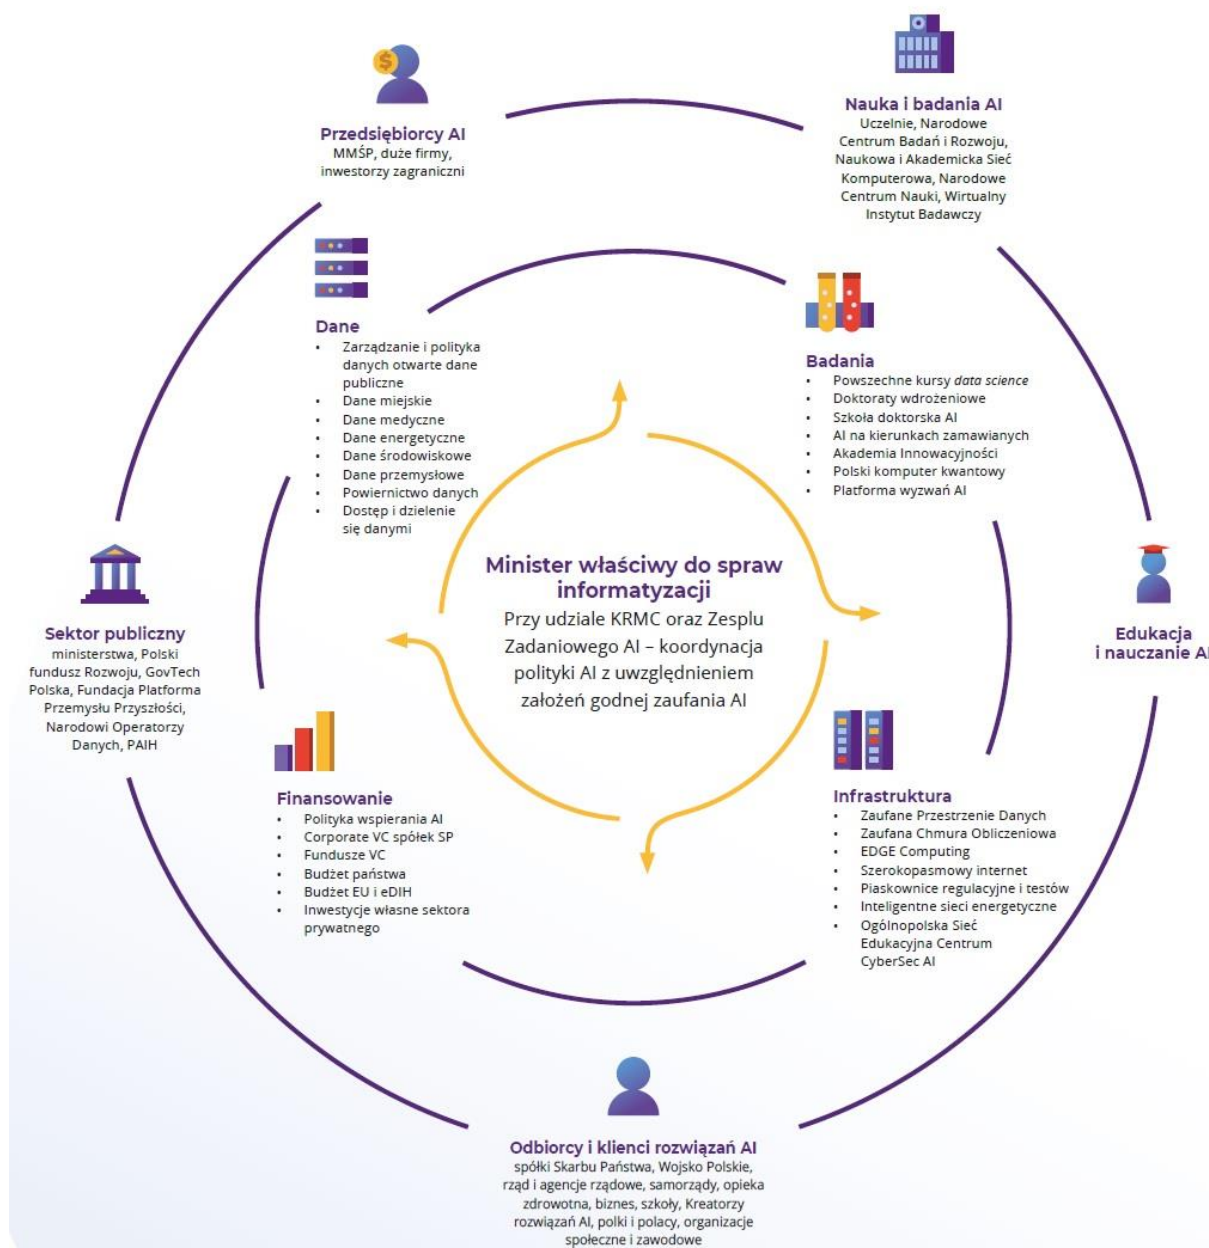 Przedsiębiorcy AI
MMŚP, duże firmy,
inwestorzy zagraniczni
Nauka i badania AI
Uczelnie, Narodowe
Centrum Badań i Rozwoju,
Naukowa i Akademicka Sieć
Komputerowa, Narodowe
Centrum Nauki, Wirtualny
Instytut Badawczy
Dane
• Zarządzanie i polityka
danych otwarte dane
publiczne
• Dane miejskie
• Dane medyczne
• Dane energetyczne
• Dane środowiskowe
• Dane przemysłowe
• Powiernictwo danych
• Dostęp i dzielenie
się danymi
Badania
• Powszechne kursy data science
• Doktoraty wdrożeniowe
• Szkoła doktorska AI
• AI na kierunkach zamawianych
• Akademia Innowacyjności
• Polski komputer kwantowy
• Platforma wyzwań AI
Minister właściwy do spraw
informatyzacji
Przy udziale KRMC oraz Zesplu
Zadaniowego AI – koordynacja
polityki AI z uwzględnieniem
założeń godnej zaufania AI
Sektor publiczny
ministerstwa, Polski
fundusz Rozwoju, GovTech
Polska, Fundacja Platforma
Przemysłu Przyszłości,
Narodowi Operatorzy
Danych, PAIH
Edukacja
i nauczanie AI
Finansowanie
• Polityka wspierania AI
• Corporate VC spółek SP
• Fundusze VC
• Budżet państwa
• Budżet EU i eDIH
• Inwestycje własne sektora
prywatnego
Infrastruktura
• Zaufane Przestrzenie Danych
• Zaufana Chmura Obliczeniowa
• EDGE Computing
• Szerokopasmowy internet
• Piaskownice regulacyjne i testów
• Inteligentne sieci energetyczne
• Ogólnopolska Sieć
Edukacyjna Centrum
CyberSec AI
Odbiorcy i klienci rozwiązań AI
spółki Skarbu Państwa, Wojsko Polskie,
rząd i agencje rządowe, samorządy, opieka
zdrowotna, biznes, szkoły, Kreatorzy
rozwiązań AI, polki i polacy, organizacje
społeczne i zawodowe